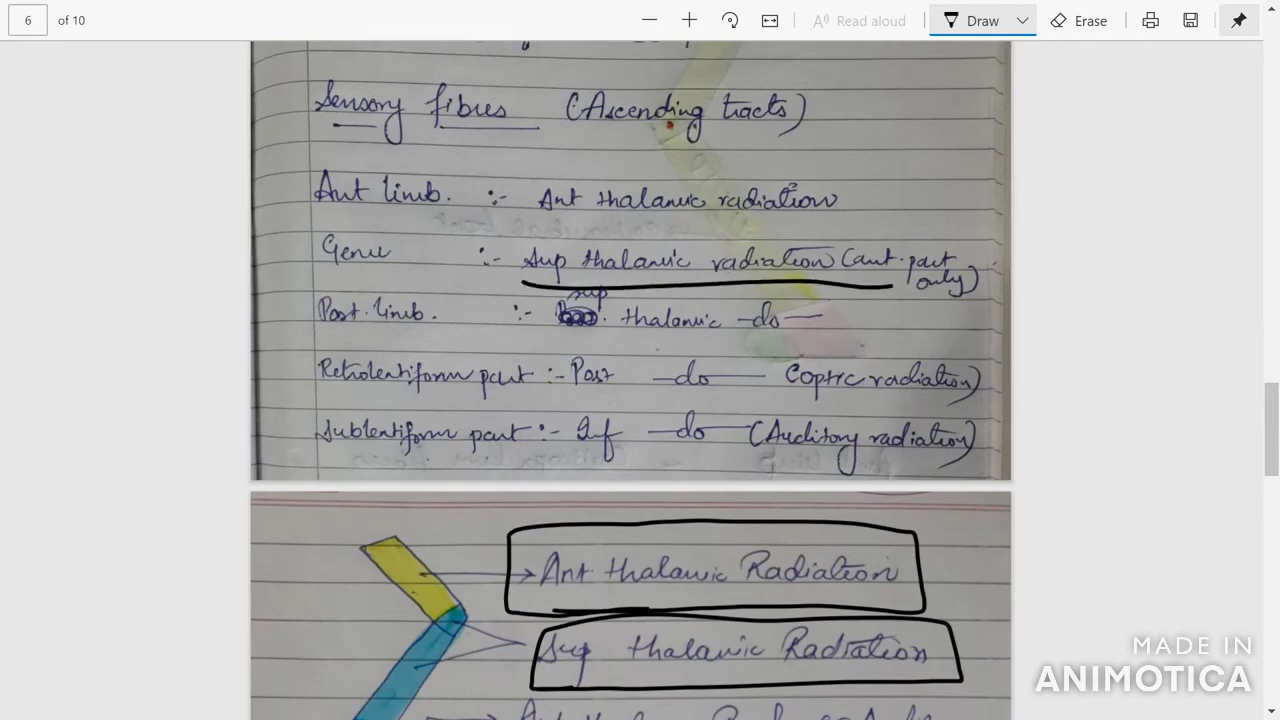 6 of 10 Read aloud Draw Erase
Sensory fibres (Ascending tracts)
Ant limb. :- Ant thalamic radiation
Genu :- Sup thalamic radiation (ant. part only)
Post. limb. :- sup thalamic -do-
Retrolentiform part :- Post -do- (optic radiation)
Sublentiform part :- Inf -do- (Auditory radiation)
Ant thalamic Radiation
Sup thalamic Radiation
MADE IN
ANIMOTICA